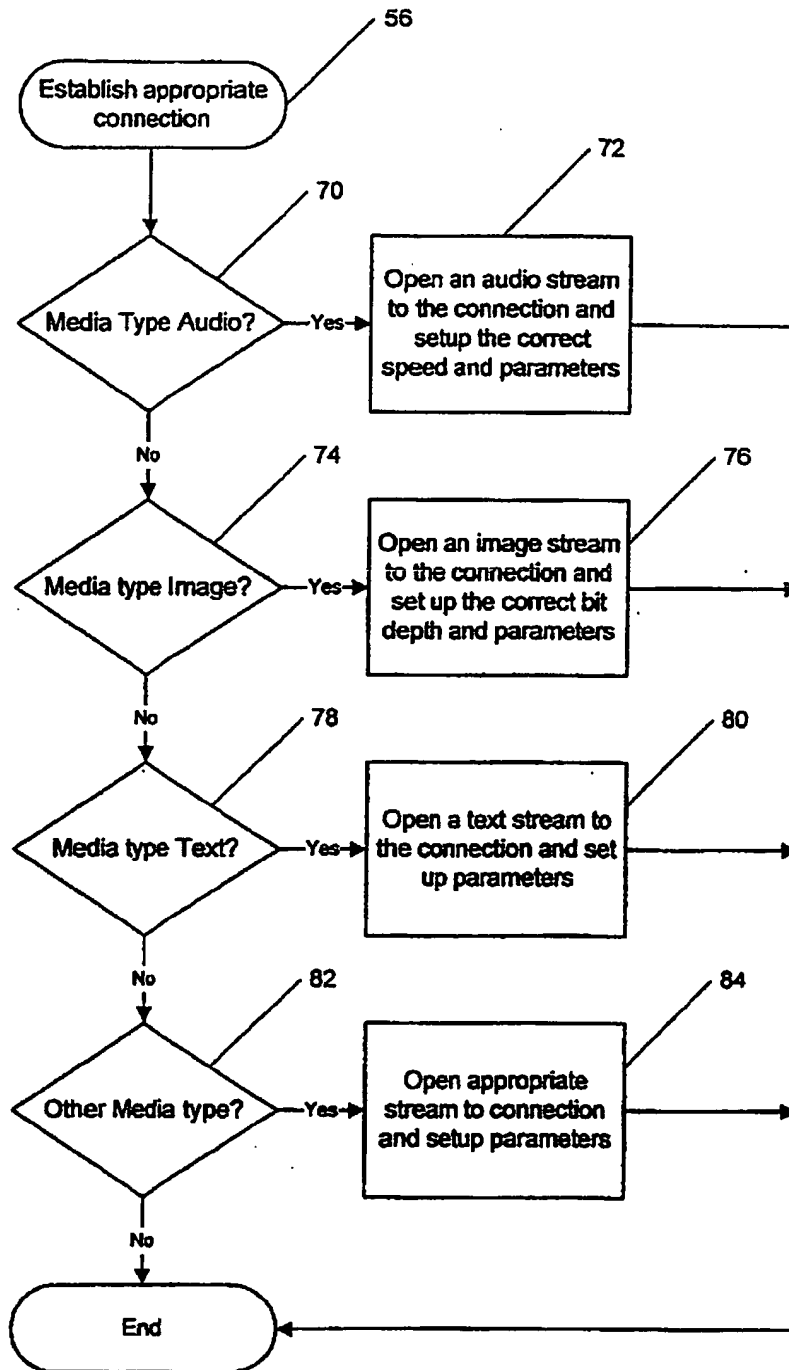 56
Establish appropriate
connection
72
70
Media Type Audio?
Yes
Open an audio stream
to the connection and
setup the correct
speed and parameters
No
74
76
Media type Image?
Yes
Open an image stream
to the connection and
set up the correct bit
depth and parameters
No
78
80
Media type Text?
Yes
Open a text stream to
the connection and set
up parameters
No
82
84
Other Media type?
Yes
Open appropriate
stream to connection
and setup parameters
No
End